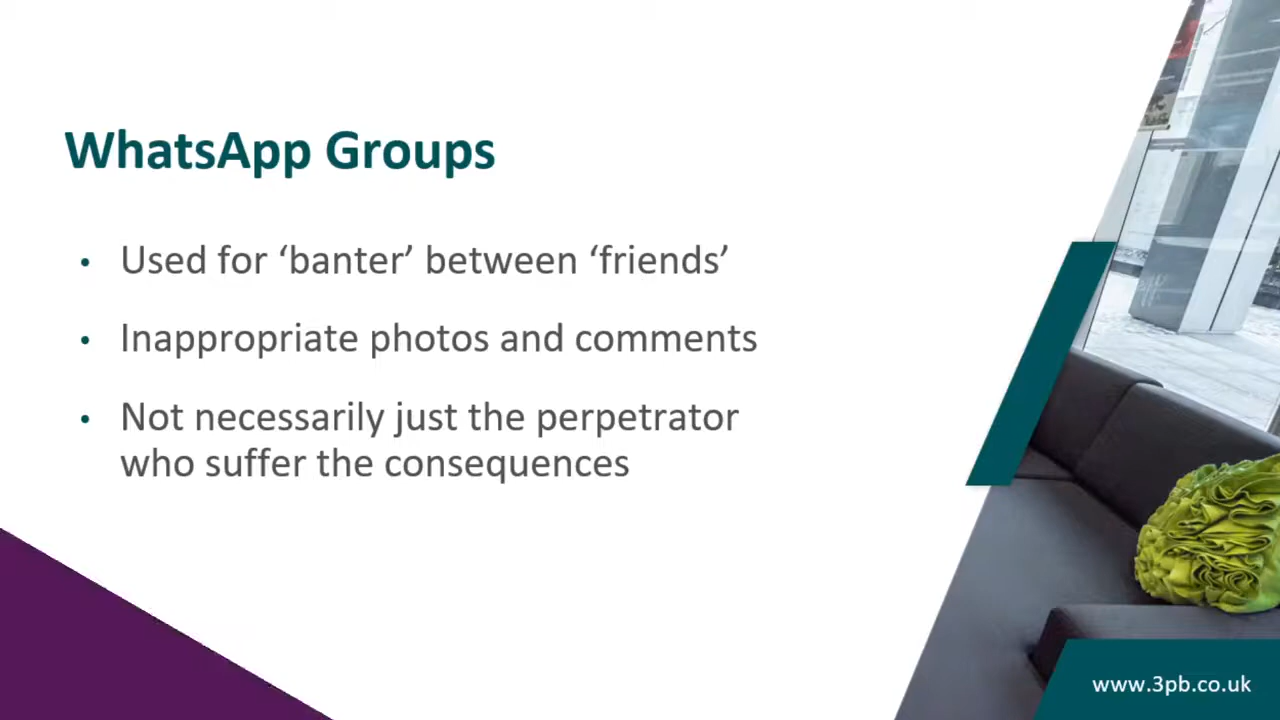 WhatsApp Groups
• Used for ‘banter’ between ‘friends’
• Inappropriate photos and comments
• Not necessarily just the perpetrator
who suffer the consequences
www.3pb.co.uk